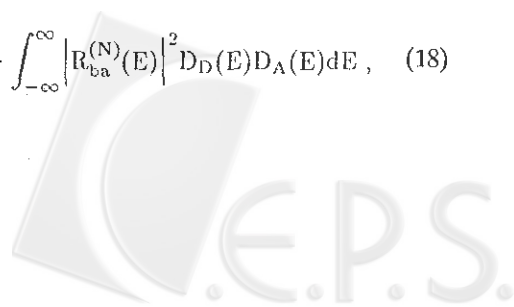 · ∫_{-∞}^{∞} |R_{ba}^{(N)}(E)|^2 D_D(E)D_A(E)dE , (18)
C.E.P.S.